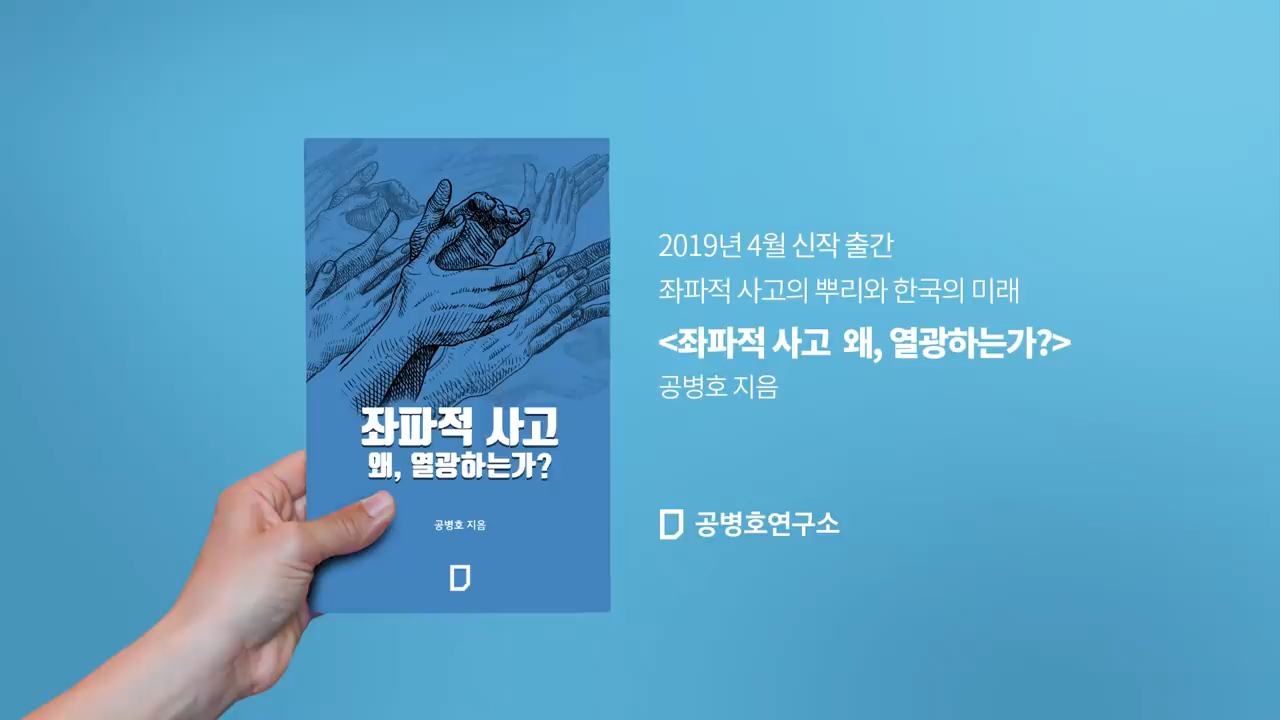 좌파적 사고
왜, 열광하는가?
공병호 지음
2019년 4월 신작 출간
좌파적 사고의 뿌리와 한국의 미래
<좌파적 사고 왜, 열광하는가?>
공병호 지음
공병호연구소